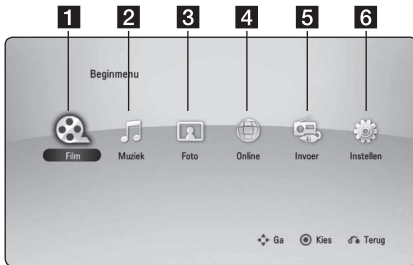 1 2 3 4 5 6
Beginmenu
Film Muziek Foto Online Invoer Instellen
Ga Kies Terug